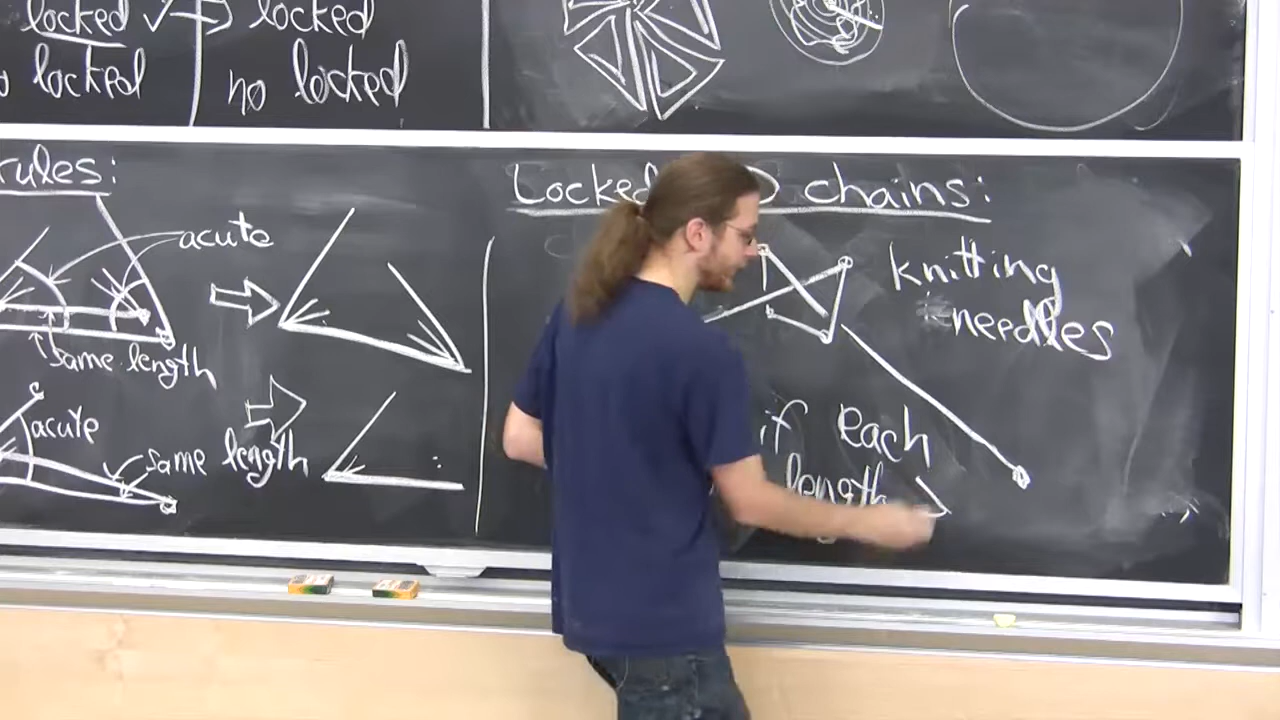 locked ✓ → locked
locked no locked
rules:
acute
same length
acute
same length
Locked D chains:
knitting
needles
if each
length